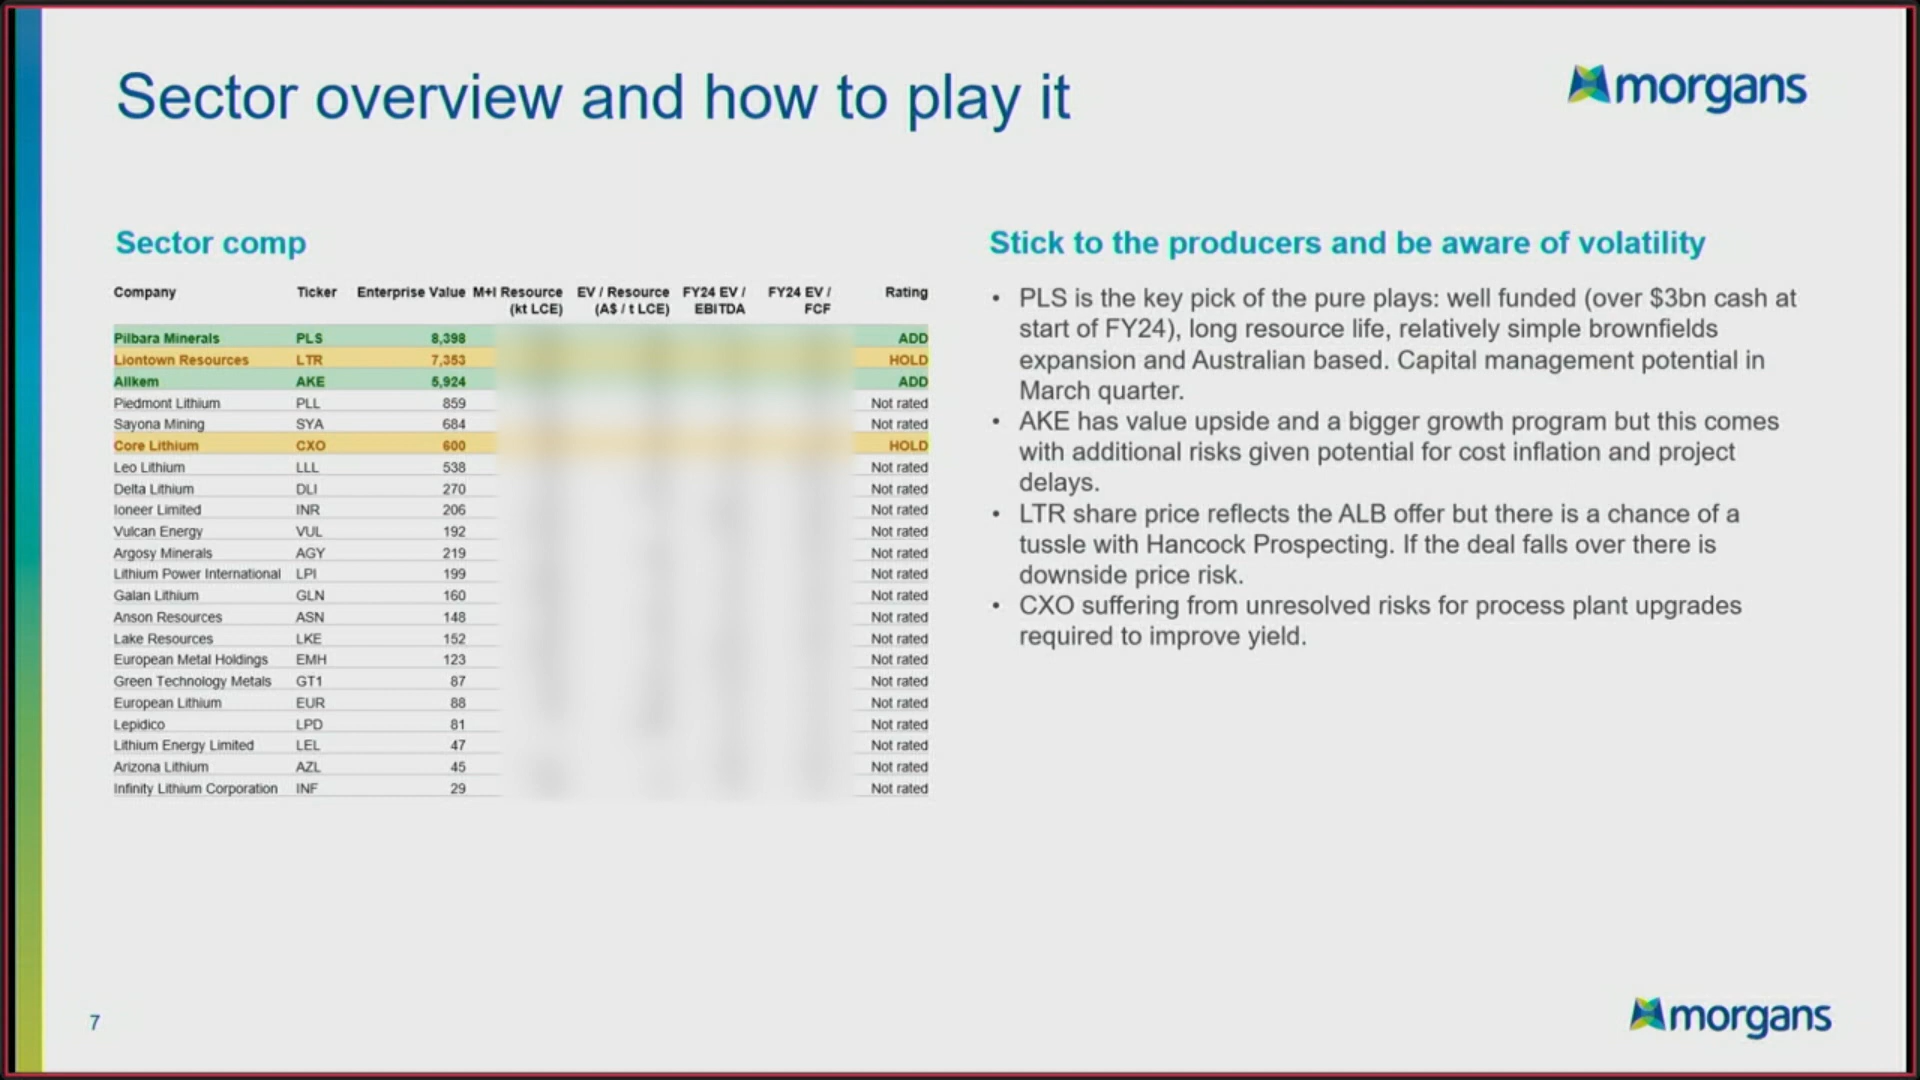 Sector overview and how to play it
morgans
Sector comp
Company Ticker Enterprise Value M+I Resource (kt LCE) EV / Resource (A$ / t LCE) FY24 EV / EBITDA FY24 EV / FCF Rating
Pilbara Minerals PLS 8,398 ADD
Liontown Resources LTR 7,353 HOLD
Allkem AKE 5,924 ADD
Piedmont Lithium PLL 859 Not rated
Sayona Mining SYA 684 Not rated
Core Lithium CXO 600 HOLD
Leo Lithium LLL 538 Not rated
Delta Lithium DLI 270 Not rated
Ioneer Limited INR 206 Not rated
Vulcan Energy VUL 192 Not rated
Argosy Minerals AGY 219 Not rated
Lithium Power International LPI 199 Not rated
Galan Lithium GLN 160 Not rated
Anson Resources ASN 148 Not rated
Lake Resources LKE 152 Not rated
European Metal Holdings EMH 123 Not rated
Green Technology Metals GT1 87 Not rated
European Lithium EUR 88 Not rated
Lepidico LPD 81 Not rated
Lithium Energy Limited LEL 47 Not rated
Arizona Lithium AZL 45 Not rated
Infinity Lithium Corporation INF 29 Not rated
Stick to the producers and be aware of volatility
• PLS is the key pick of the pure plays: well funded (over $3bn cash at
start of FY24), long resource life, relatively simple brownfields
expansion and Australian based. Capital management potential in
March quarter.
• AKE has value upside and a bigger growth program but this comes
with additional risks given potential for cost inflation and project
delays.
• LTR share price reflects the ALB offer but there is a chance of a
tussle with Hancock Prospecting. If the deal falls over there is
downside price risk.
• CXO suffering from unresolved risks for process plant upgrades
required to improve yield.
7
morgans